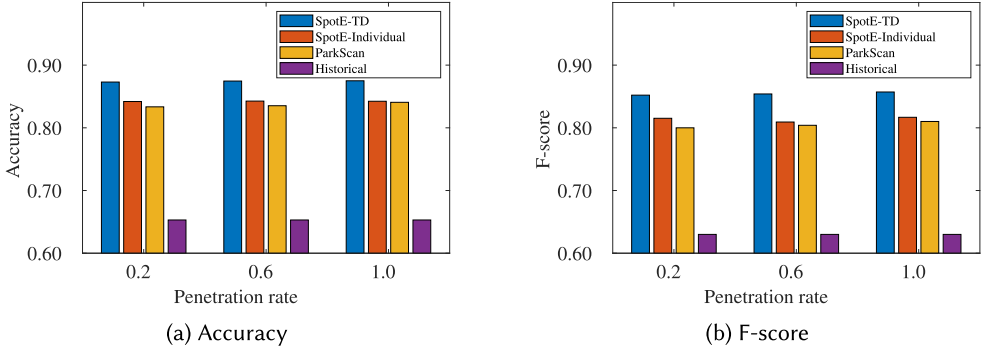 SpotE-TD
SpotE-Individual
ParkScan
Historical
0.90
0.80
0.70
0.60
Accuracy
0.2
0.6
1.0
Penetration rate
(a) Accuracy
SpotE-TD
SpotE-Individual
ParkScan
Historical
0.90
0.80
0.70
0.60
F-score
0.2
0.6
1.0
Penetration rate
(b) F-score